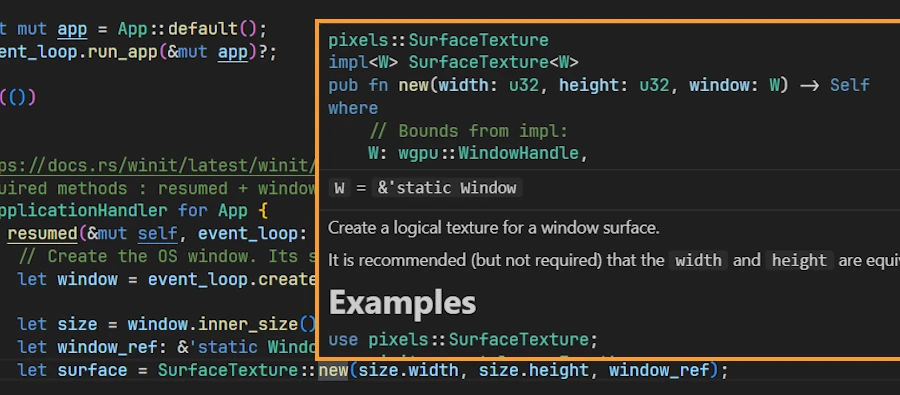 t mut app = App::default();
ent_loop.run_app(&mut app)?;
(())
ps://docs.rs/winit/latest/winit/
uired methods : resumed + window
pplicationHandler for App {
resumed(&mut self, event_loop:
// Create the OS window. Its s
let window = event_loop.create
let size = window.inner_size()
let window_ref: &'static Windo
let surface = SurfaceTexture::new(size.width, size.height, window_ref);
pixels::SurfaceTexture
impl<W> SurfaceTexture<W>
pub fn new(width: u32, height: u32, window: W) -> Self
where
// Bounds from impl:
W: wgpu::WindowHandle,
W = &'static Window
Create a logical texture for a window surface.
It is recommended (but not required) that the width and height are equiv
Examples
use pixels::SurfaceTexture;